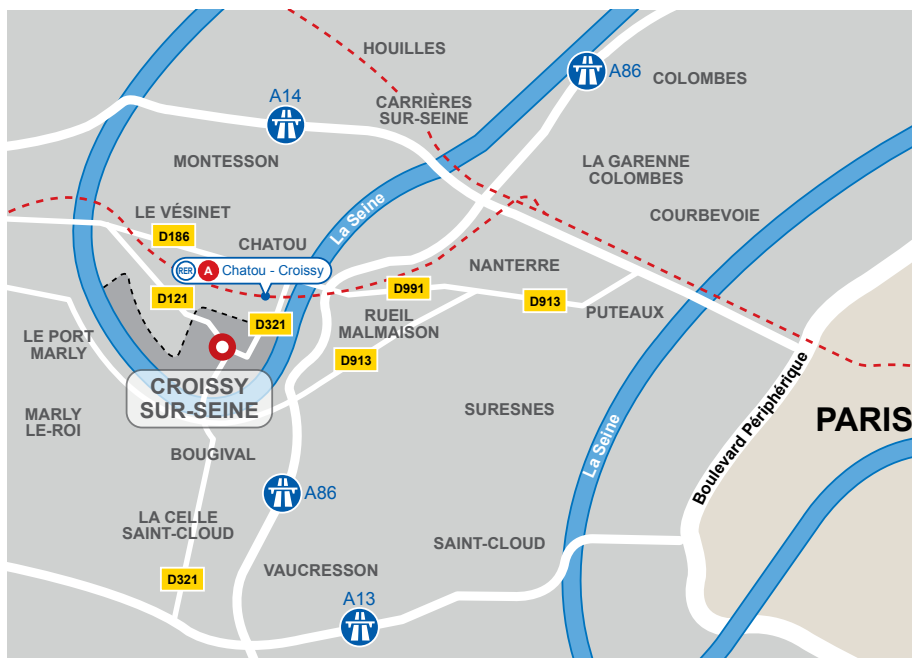 HOUILLES
A86
COLOMBES
A14
CARRIÈRES
SUR-SEINE
MONTESSON
LA GARENNE
COLOMBES
LE VÉSINET
La Seine
COURBEVOIE
D186
CHATOU
RER A Chatou - Croissy
NANTERRE
D121
D991
D913
D321
RUEIL
MALMAISON
PUTEAUX
LE PORT
MARLY
D913
CROISSY
SUR-SEINE
MARLY
LE-ROI
SURESNES
Boulevard Périphérique
PARIS
BOUGIVAL
La Seine
A86
LA CELLE
SAINT-CLOUD
SAINT-CLOUD
D321
VAUCRESSON
A13